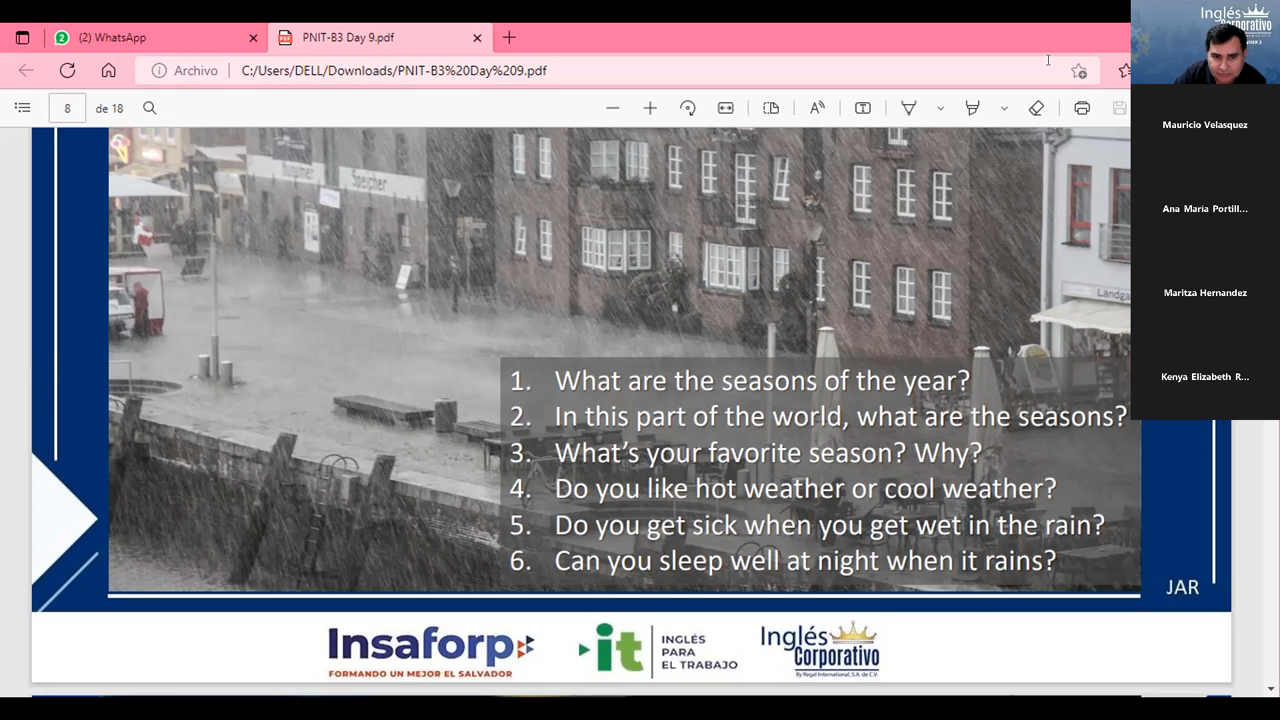 (2) WhatsApp
PNIT-B3 Day 9.pdf
Archivo
C:/Users/DELL/Downloads/PNIT-B3%20Day%209.pdf
8
de 18
Speicher
1. What are the seasons of the year?
2. In this part of the world, what are the seasons?
3. What's your favorite season? Why?
4. Do you like hot weather or cool weather?
5. Do you get sick when you get wet in the rain?
6. Can you sleep well at night when it rains?
JAR
Insaforp
FORMANDO UN MEJOR EL SALVADOR
it
INGLÉS
PARA
EL TRABAJO
Inglés
Corporativo
By Regal International, S.A. de C.V.
Inglés
Corporativo
Mauricio Velasquez
Ana Maria Portill...
Maritza Hernandez
Kenya Elizabeth R...